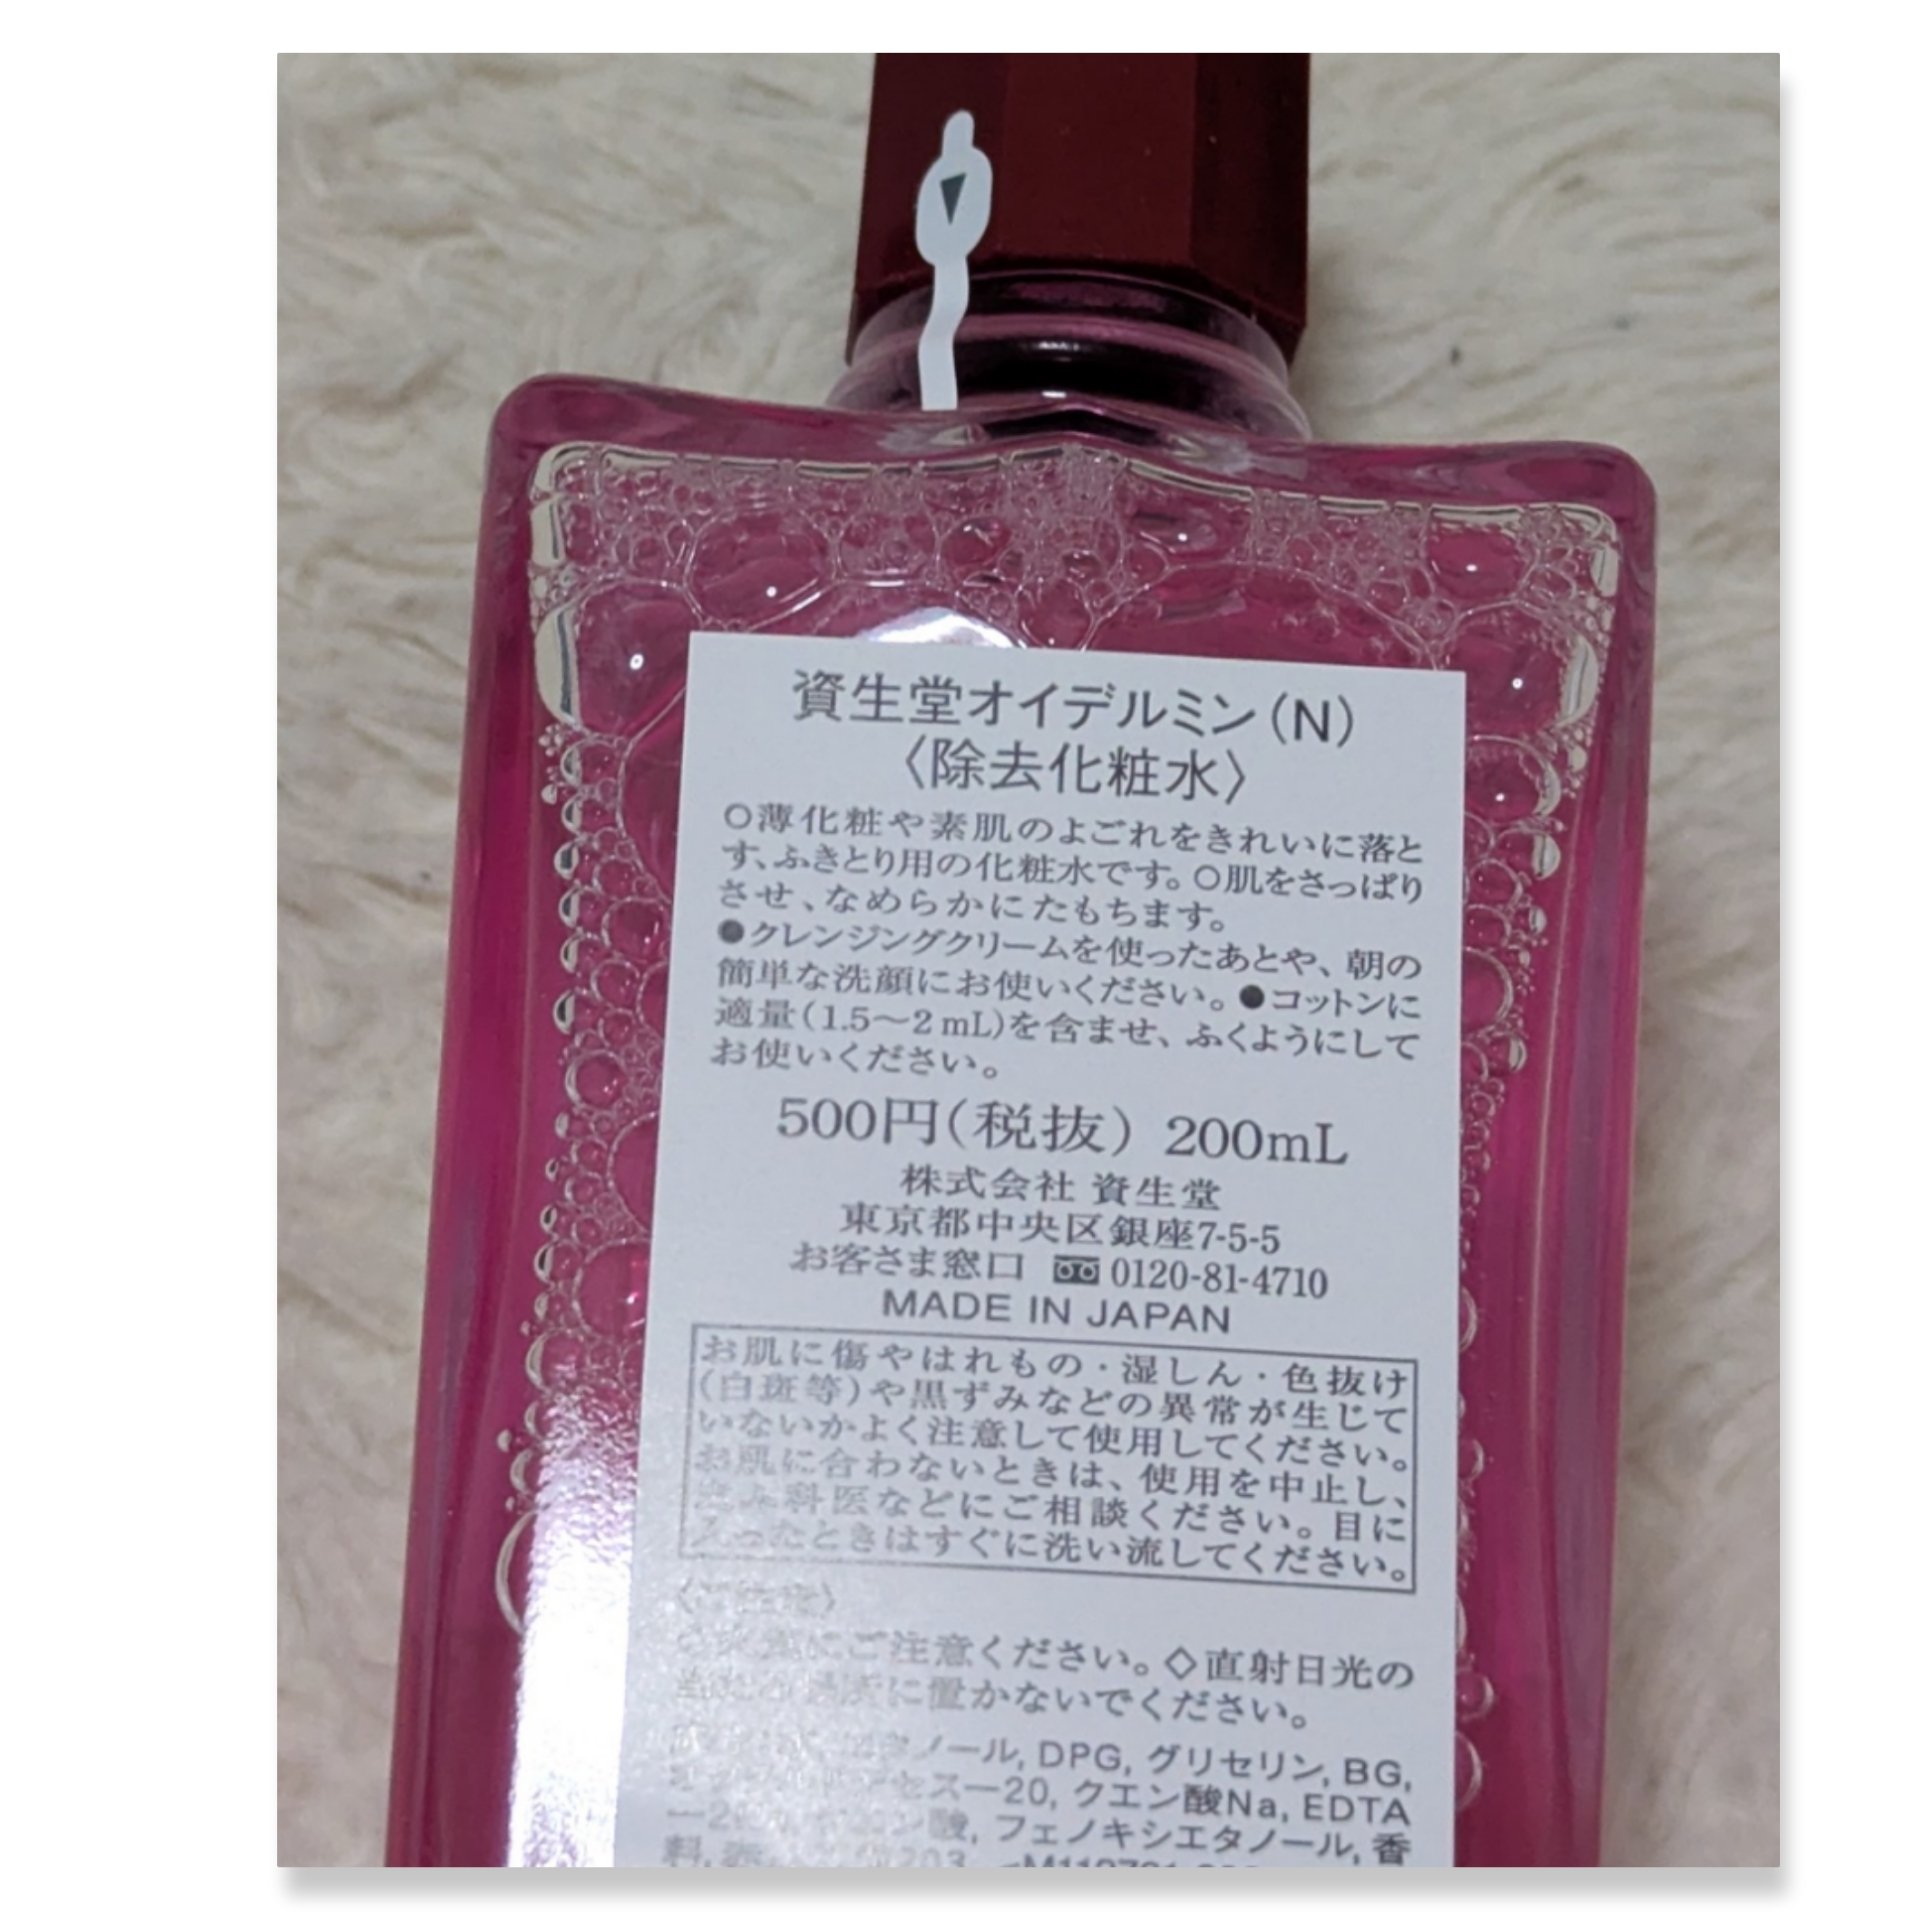 資生堂オイデルミン(N)
〈除去化粧水〉
○薄化粧や素肌のよごれをきれいに落と
す、ふきとり用の化粧水です。○肌をさっぱり
させ、なめらかにたもちます。
●クレンジングクリームを使ったあとや、朝の
簡単な洗顔にお使いください。●コットンに
適量(1.5〜2mL)を含ませ、ふくようにして
お使いください。
500円(税抜) 200mL
株式会社 資生堂
東京都中央区銀座7-5-5
お客さま窓口 0120-81-4710
MADE IN JAPAN
お肌に傷やはれもの・湿しん・色抜け
(白斑等)や黒ずみなどの異常が生じて
いないかよく注意して使用してください。
お肌に合わないときは、使用を中止し、
科医などにご相談ください。目に
入ったときはすぐに洗い流してください。
にご注意ください。◇直射日光の
に置かないでください。
ノール, DPG, グリセリン, BG,
セス―20, クエン酸Na, EDTA
ン酸, フェノキシエタノール, 香
料,